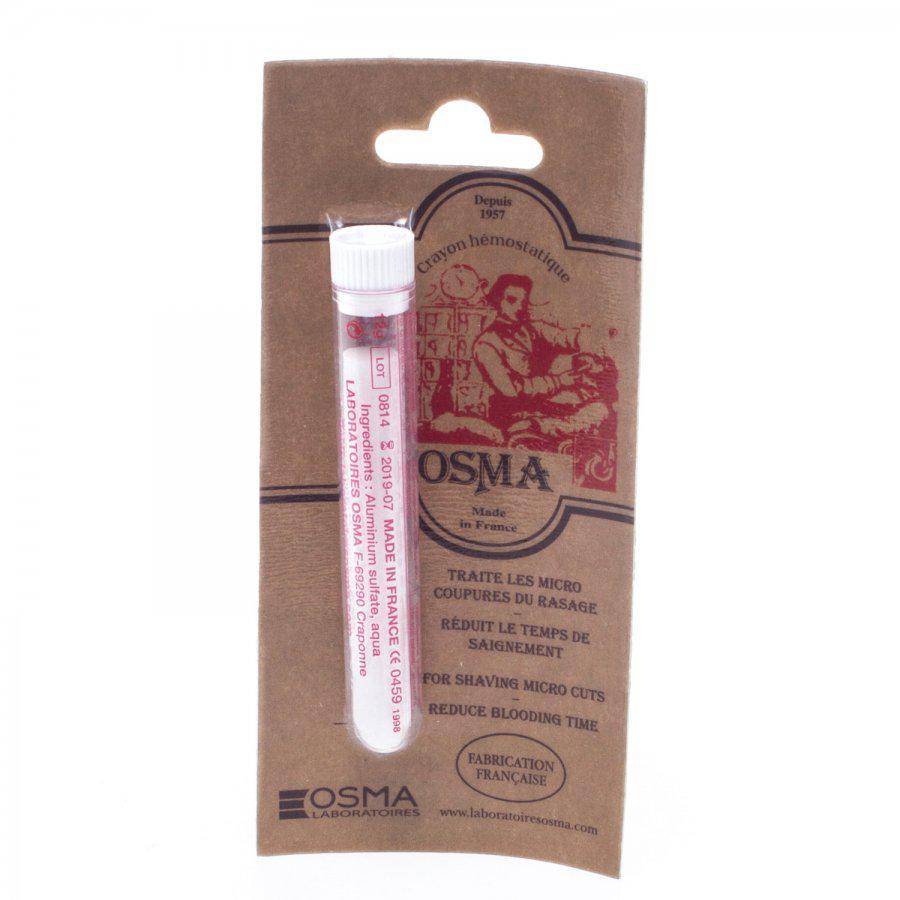 Depuis
1957
Crayon hémostatique
OSMA
Made
in France
TRAITE LES MICRO
COUPURES DU RASAGE
–
RÉDUIT LE TEMPS DE
SAIGNEMENT
FOR SHAVING MICRO CUTS
–
REDUCE BLOODING TIME
FABRICATION
FRANÇAISE
OSMA
LABORATOIRES
www.laboratoiresosma.com
12g
LOT 0814 2019-07 MADE IN FRANCE CE 0459 1998
Ingredients : Aluminium sulfate, aqua
LABORATOIRES OSMA F-69290 Craponne